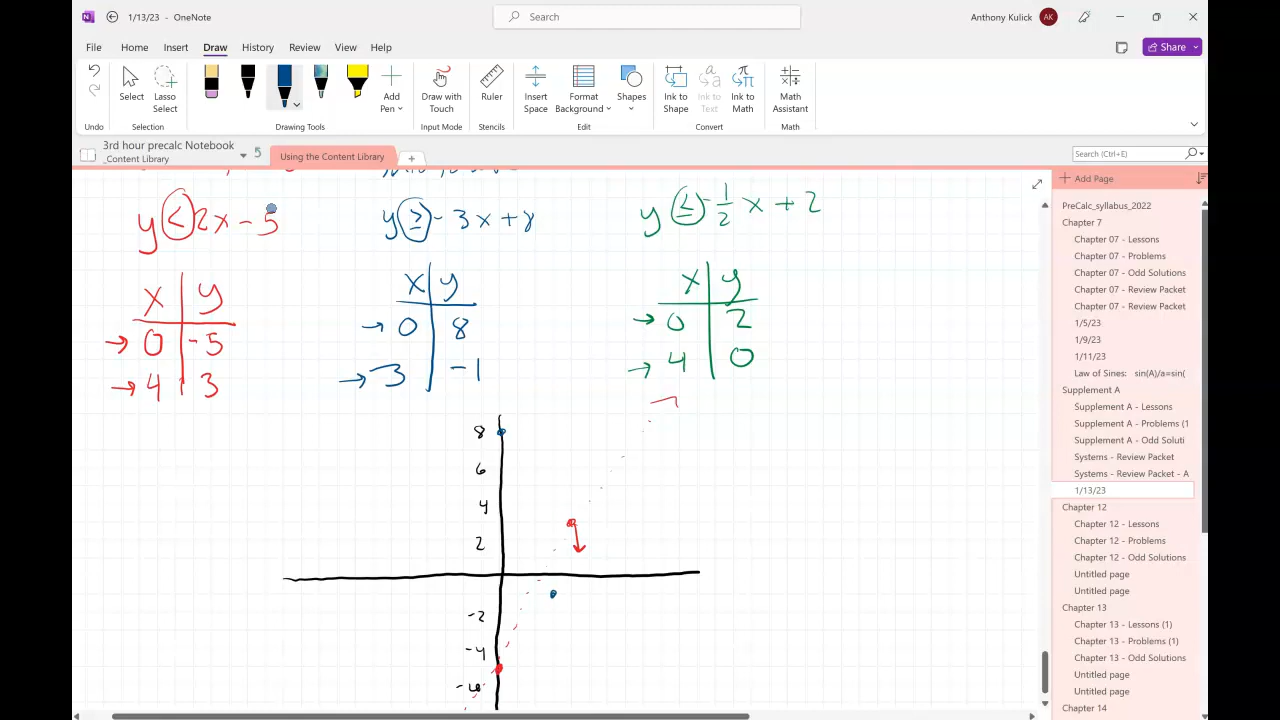 1/13/23 - OneNote
Search
Anthony Kulick
AK
File Home Insert Draw History Review View Help
Share
Undo
Select
Lasso Select
Add Pen
Draw with Touch
Ruler
Insert Space
Format Background
Shapes
Ink to Shape
Ink to Text
Ink to Math
Math Assistant
Undo
Selection
Drawing Tools
Input Mode
Stencils
Edit
Convert
Math
3rd hour precalc Notebook
_Content Library
Using the Content Library
Search (Ctrl+E)
y < 2x - 5
x y
→ 0 -5
→ 4 3
y ≥ -3x + 8
x y
→ 0 8
→ 3 -1
y ≤ -1/2 x + 2
x y
→ 0 2
→ 4 0
8
6
4
2
-2
-4
-6
Add Page
PreCalc_syllabus_2022
Chapter 7
Chapter 07 - Lessons
Chapter 07 - Problems
Chapter 07 - Odd Solutions
Chapter 07 - Review Packet
Chapter 07 - Review Packet
1/5/23
1/9/23
1/11/23
Law of Sines: sin(A)/a=sin(
Supplement A
Supplement A - Lessons
Supplement A - Problems (1
Supplement A - Odd Soluti
Systems - Review Packet
Systems - Review Packet - A
1/13/23
Chapter 12
Chapter 12 - Lessons
Chapter 12 - Problems
Chapter 12 - Odd Solutions
Untitled page
Untitled page
Chapter 13
Chapter 13 - Lessons (1)
Chapter 13 - Problems (1)
Chapter 13 - Odd Solutions
Untitled page
Untitled page
Chapter 14